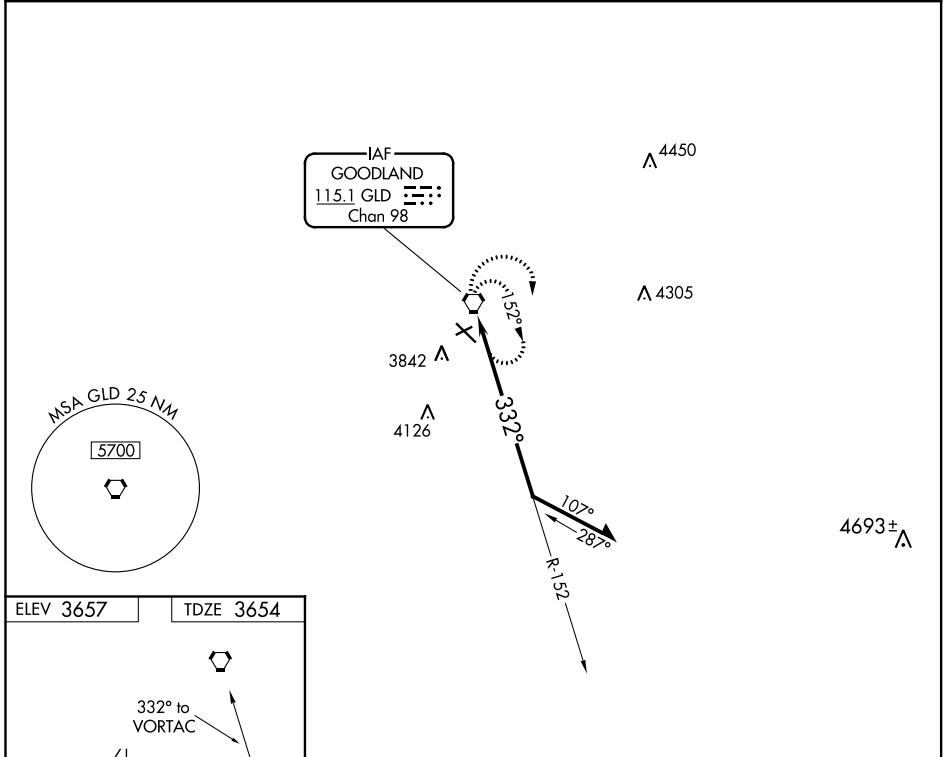 IAF
GOODLAND
115.1 GLD
Chan 98
4450
4305
152°
3842
4126
332°
MSA GLD 25 NM
5700
107°
287°
4693±
R-152
ELEV 3657
TDZE 3654
332° to
VORTAC